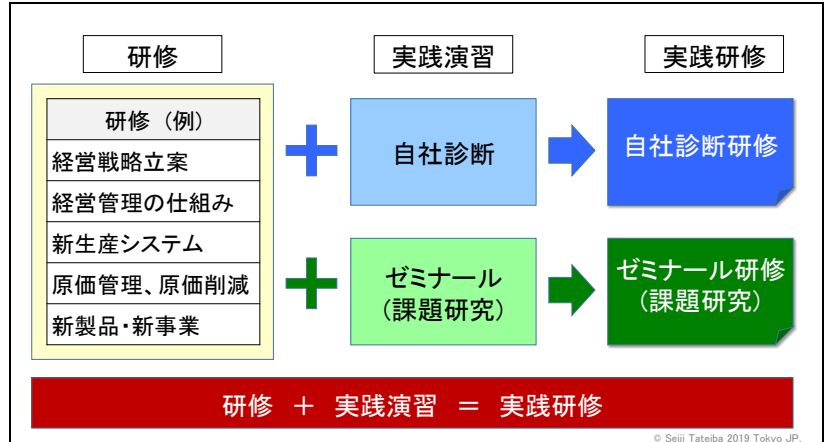 研修
実践演習
実践研修
研修（例）
経営戦略立案
経営管理の仕組み
新生産システム
原価管理、原価削減
新製品・新事業
自社診断
自社診断研修
ゼミナール
(課題研究)
ゼミナール研修
(課題研究)
研修 ＋ 実践演習 ＝ 実践研修
© Seiji Tateiba 2019 Tokyo JP.